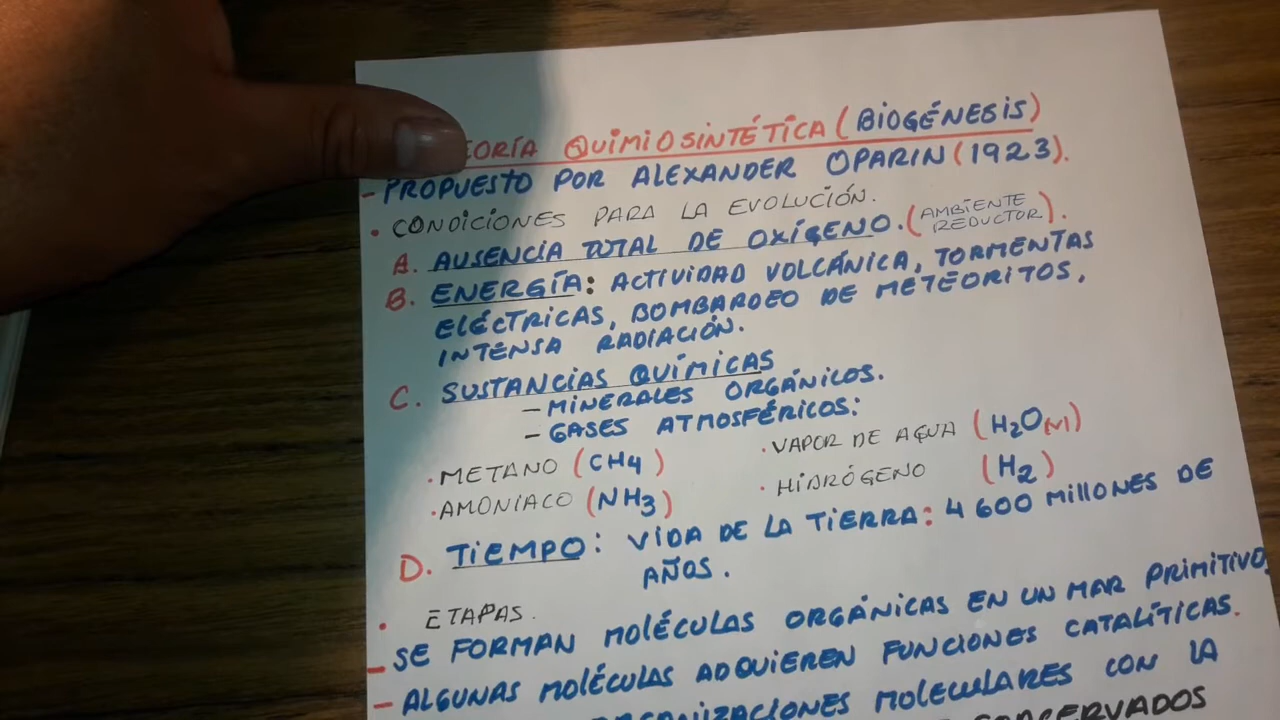 EORÍA QUIMIOSINTÉTICA (BIOGÉNESIS)
- PROPUESTO POR ALEXANDER OPARIN (1923).
• CONDICIONES PARA LA EVOLUCIÓN.
A. AUSENCIA TOTAL DE OXÍGENO. (AMBIENTE REDUCTOR).
B. ENERGÍA: ACTIVIDAD VOLCÁNICA, TORMENTAS
ELÉCTRICAS, BOMBARDEO DE METEORITOS,
INTENSA RADIACIÓN.
C. SUSTANCIAS QUÍMICAS
- MINERALES ORGÁNICOS.
- GASES ATMOSFÉRICOS:
• METANO (CH4)
• VAPOR DE AGUA (H2O(V))
• AMONIACO (NH3)
• HIDRÓGENO (H2)
D. TIEMPO: VIDA DE LA TIERRA: 4 600 MILLONES DE
AÑOS.
• ETAPAS.
- SE FORMAN MOLÉCULAS ORGÁNICAS EN UN MAR PRIMITIVO.
- ALGUNAS MOLÉCULAS ADQUIEREN FUNCIONES CATALÍTICAS.
ORGANIZACIONES MOLECULARES CON LA
CONSERVADOS